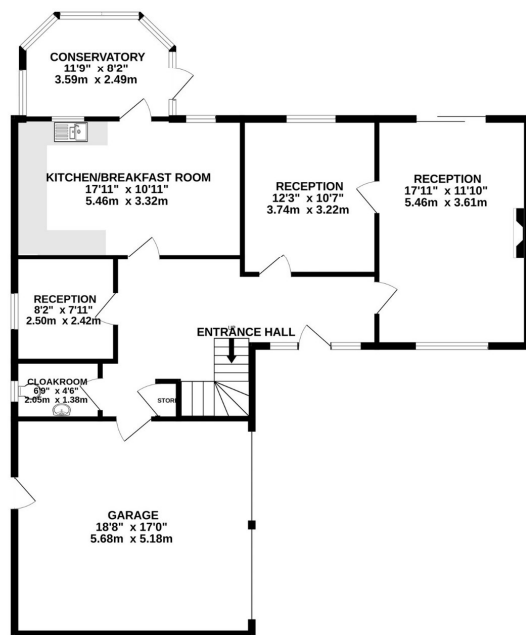 CONSERVATORY
11'9" x 8'2"
3.59m x 2.49m
KITCHEN/BREAKFAST ROOM
17'11" x 10'11"
5.46m x 3.32m
RECEPTION
12'3" x 10'7"
3.74m x 3.22m
RECEPTION
17'11" x 11'10"
5.46m x 3.61m
RECEPTION
8'2" x 7'11"
2.50m x 2.42m
ENTRANCE HALL
CLOAKROOM
6'9" x 4'6"
2.05m x 1.38m
STORE
GARAGE
18'8" x 17'0"
5.68m x 5.18m